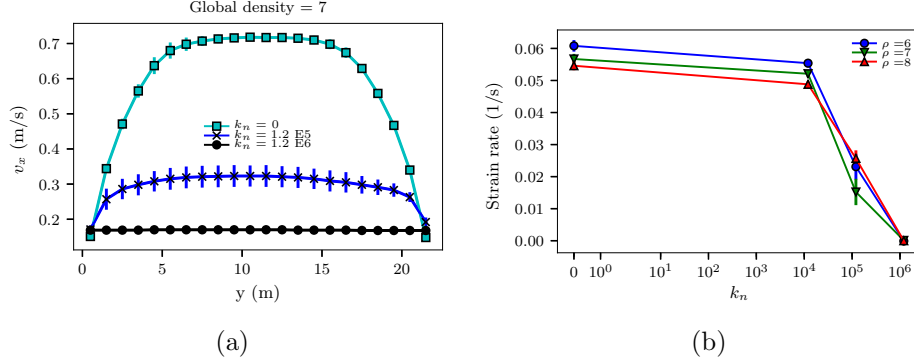 Global density = 7
0.7
0.6
0.5
0.4
0.3
0.2
v_x (m/s)
k_n = 0
k_n = 1.2 E5
k_n = 1.2 E6
0 5 10 15 20
y (m)
(a)
0.06
0.05
0.04
0.03
0.02
0.01
0.00
Strain rate (1/s)
ρ =6
ρ =7
ρ =8
0 10^0 10^1 10^2 10^3 10^4 10^5 10^6
k_n
(b)